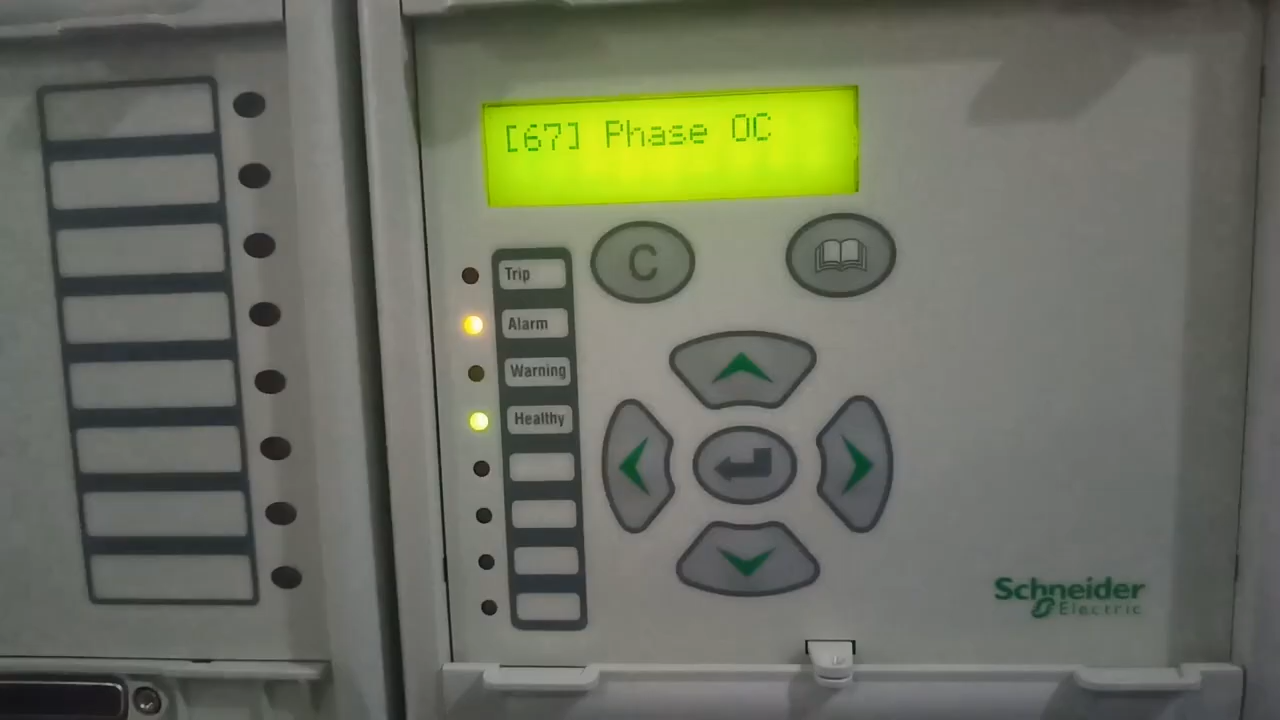 [67] Phase OC
C
Trip
Alarm
Warning
Healthy
Schneider
Electric